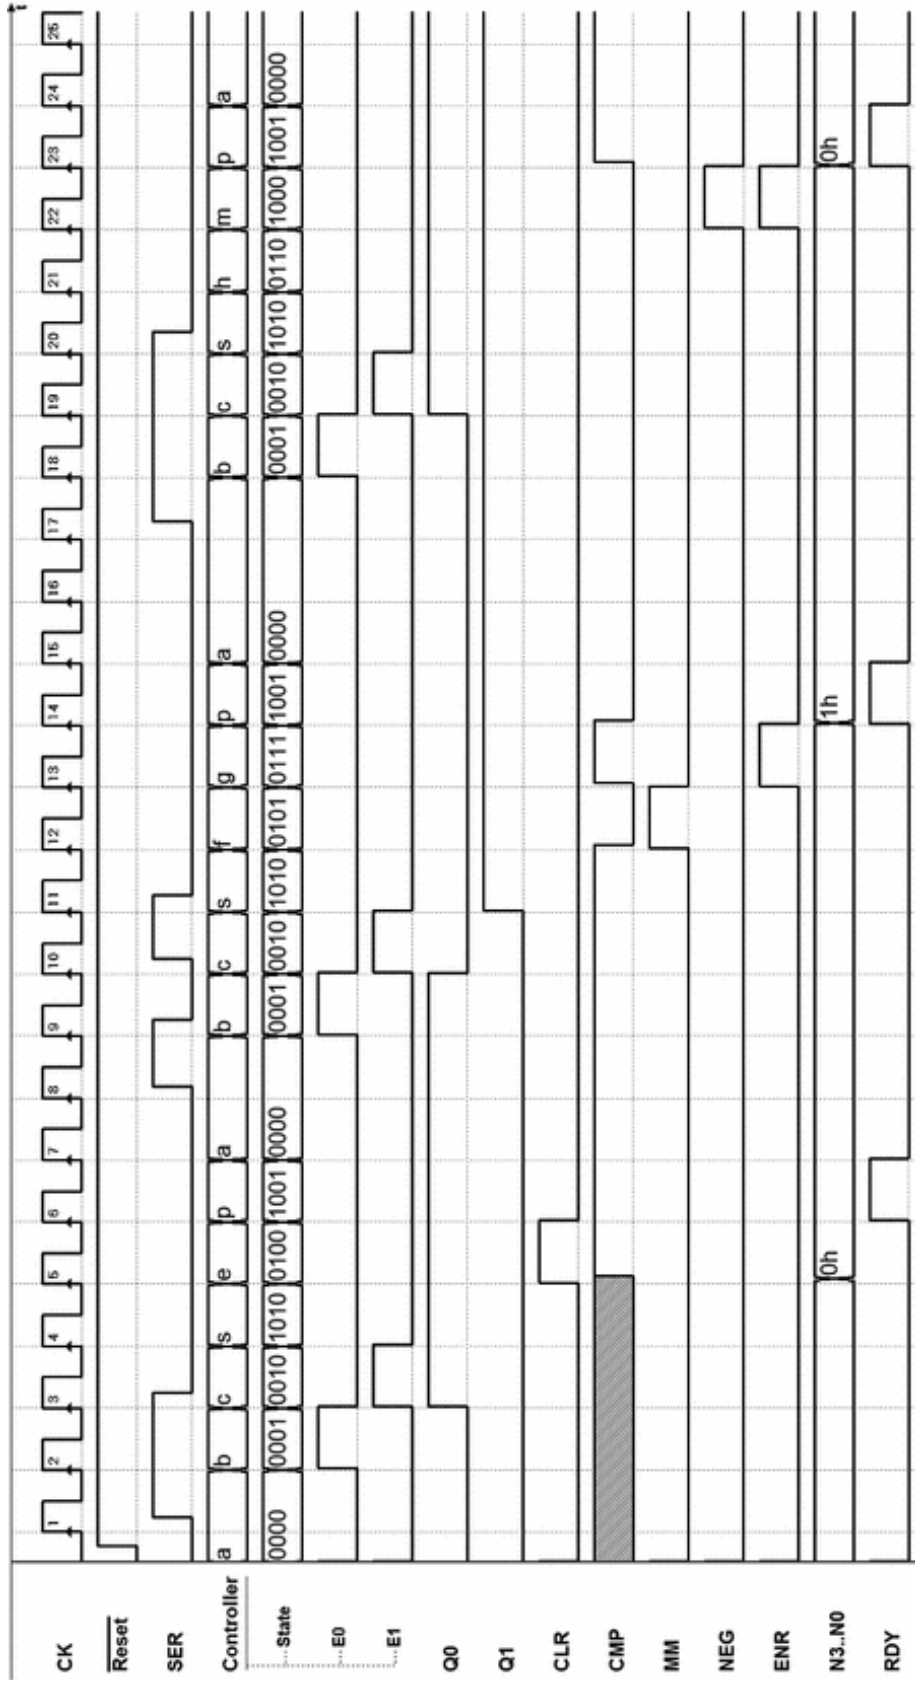 t
CK 1 2 3 4 5 6 7 8 9 10 11 12 13 14 15 16 17 18 19 20 21 22 23 24 25
Reset
SER
Controller a b c s e p a b c s f g p a b c s h m p a
State 0000 0001 0010 1010 0100 1001 0000 0001 0010 1010 0101 0111 1001 0000 0001 0010 1010 0110 1000 1001 0000
E0
E1
Q0
Q1
CLR
CMP
MM
NEG
ENR
N3..N0 0h 1h 0h
RDY